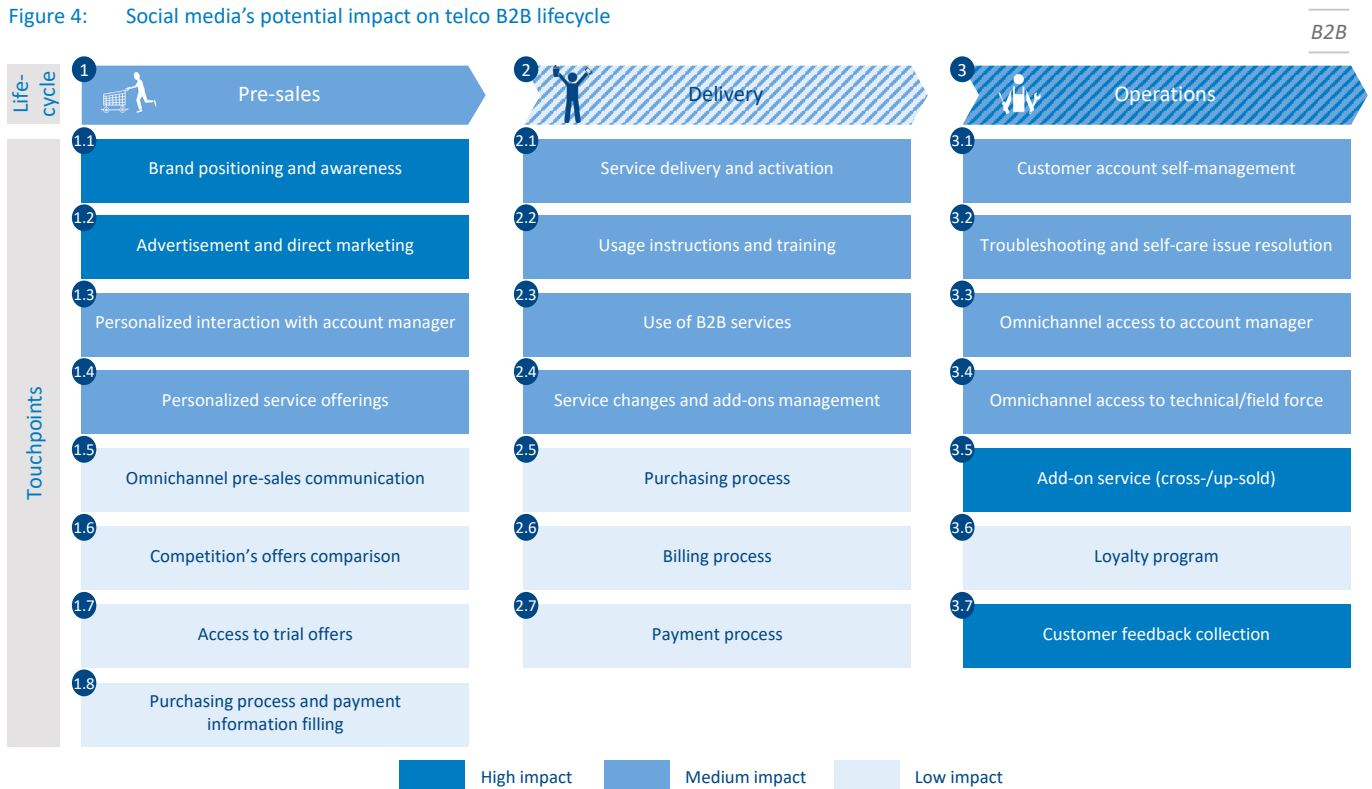 Figure 4: Social media's potential impact on telco B2B lifecycle
B2B
Life-
cycle
1
Pre-sales
2
Delivery
3
Operations
Touchpoints
1.1
Brand positioning and awareness
1.2
Advertisement and direct marketing
1.3
Personalized interaction with account manager
1.4
Personalized service offerings
1.5
Omnichannel pre-sales communication
1.6
Competition's offers comparison
1.7
Access to trial offers
1.8
Purchasing process and payment
information filling
2.1
Service delivery and activation
2.2
Usage instructions and training
2.3
Use of B2B services
2.4
Service changes and add-ons management
2.5
Purchasing process
2.6
Billing process
2.7
Payment process
3.1
Customer account self-management
3.2
Troubleshooting and self-care issue resolution
3.3
Omnichannel access to account manager
3.4
Omnichannel access to technical/field force
3.5
Add-on service (cross-/up-sold)
3.6
Loyalty program
3.7
Customer feedback collection
High impact
Medium impact
Low impact